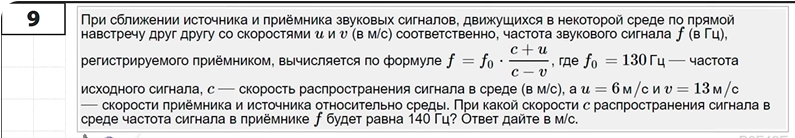 9
При сближении источника и приёмника звуковых сигналов, движущихся в некоторой среде по прямой
навстречу друг другу со скоростями u и v (в м/с) соответственно, частота звукового сигнала f (в Гц),
регистрируемого приёмником, вычисляется по формуле f = f₀ · (c + u)/(c − v), где f₀ = 130 Гц — частота
исходного сигнала, c — скорость распространения сигнала в среде (в м/с), а u = 6 м/с и v = 13 м/с
— скорости приёмника и источника относительно среды. При какой скорости c распространения сигнала в
среде частота сигнала в приёмнике f будет равна 140 Гц? Ответ дайте в м/с.